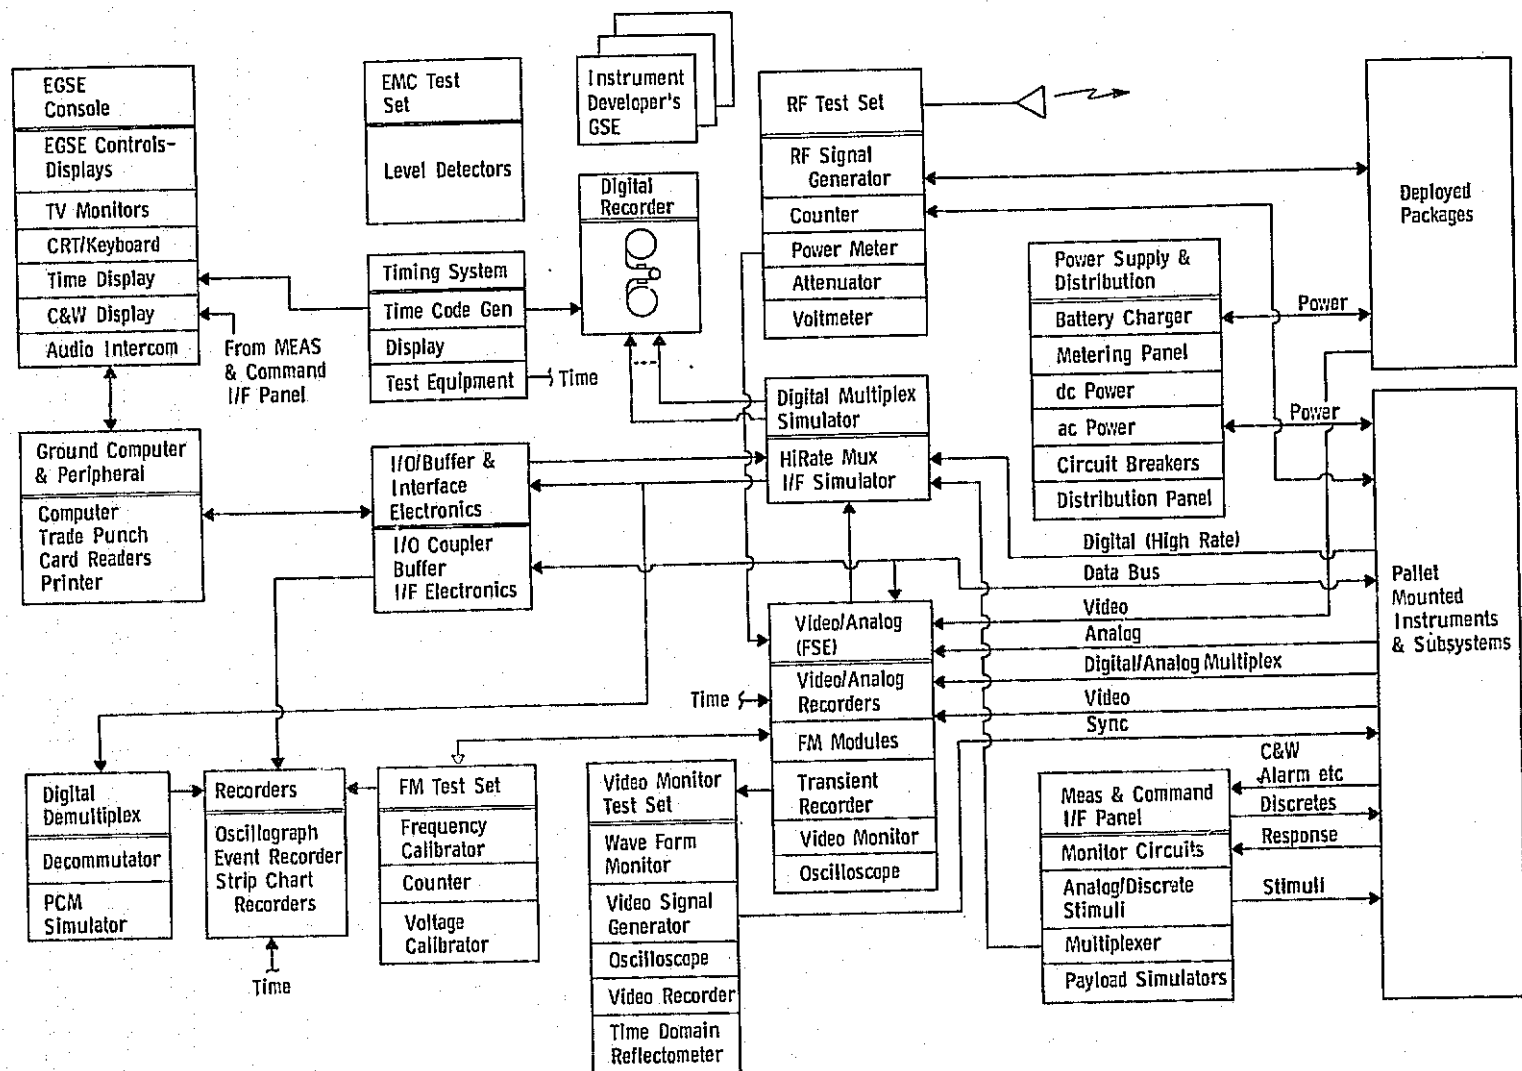 EGSE
Console
EGSE Controls-
Displays
TV Monitors
CRT/Keyboard
Time Display
C&W Display
Audio Intercom
From MEAS
& Command
I/F Panel
EMC Test
Set
Level Detectors
Instrument
Developer's
GSE
Digital
Recorder
Timing System
Time Code Gen
Display
Test Equipment
Time
RF Test Set
RF Signal
Generator
Counter
Power Meter
Attenuator
Voltmeter
Power Supply &
Distribution
Battery Charger
Metering Panel
dc Power
ac Power
Circuit Breakers
Distribution Panel
Power
Power
Deployed
Packages
Ground Computer
& Peripheral
Computer
Trade Punch
Card Readers
Printer
I/O/Buffer &
Interface
Electronics
I/O Coupler
Buffer
I/F Electronics
Digital Multiplex
Simulator
HiRate Mux
I/F Simulator
Digital (High Rate)
Data Bus
Video
Analog
Digital/Analog Multiplex
Video
Sync
Pallet
Mounted
Instruments
& Subsystems
Time
Video/Analog
(FSE)
Video/Analog
Recorders
FM Modules
Transient
Recorder
Video Monitor
Oscilloscope
Digital
Demultiplex
Decommutator
PCM
Simulator
Recorders
Oscillograph
Event Recorder
Strip Chart
Recorders
Time
FM Test Set
Frequency
Calibrator
Counter
Voltage
Calibrator
Video Monitor
Test Set
Wave Form
Monitor
Video Signal
Generator
Oscilloscope
Video Recorder
Time Domain
Reflectometer
Meas & Command
I/F Panel
Monitor Circuits
Analog/Discrete
Stimuli
Multiplexer
Payload Simulators
C&W
Alarm etc
Discretes
Response
Stimuli